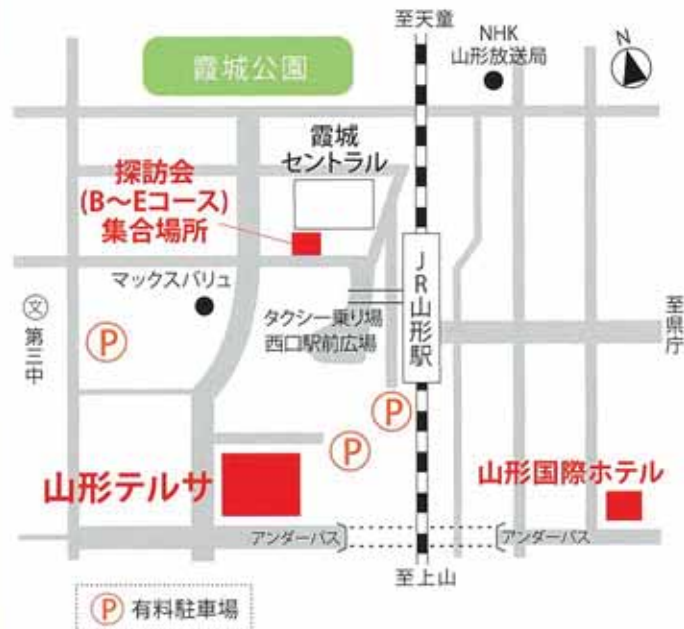 至天童
NHK
山形放送局
N
霞城公園
霞城
セントラル
探訪会
(B〜Eコース)
集合場所
マックスバリュ
文
第三中
P
タクシー乗り場
西口駅前広場
JR山形駅
至県庁
P
P
山形テルサ
山形国際ホテル
アンダーパス
アンダーパス
至上山
P 有料駐車場